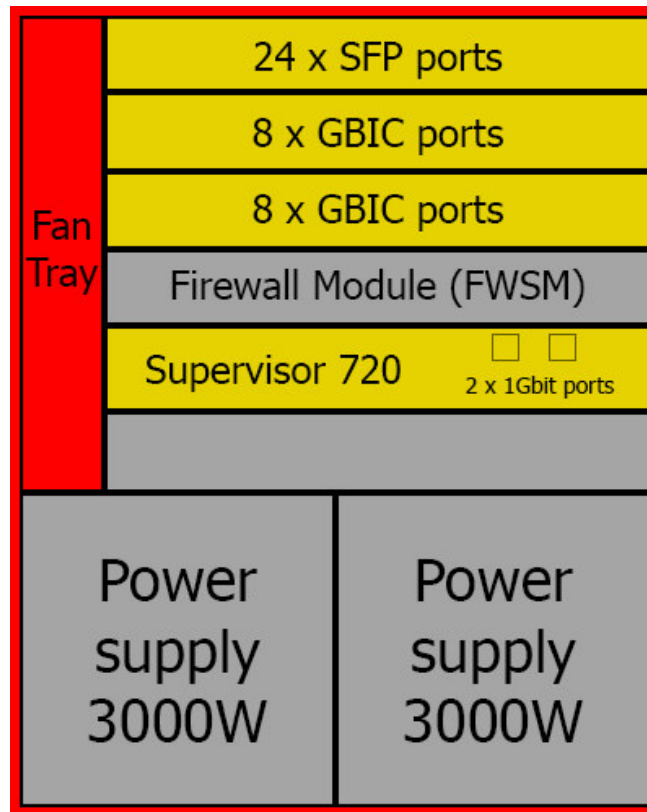 24 x SFP ports
8 x GBIC ports
8 x GBIC ports
Fan
Tray
Firewall Module (FWSM)
Supervisor 720
2 x 1Gbit ports
Power
supply
3000W
Power
supply
3000W